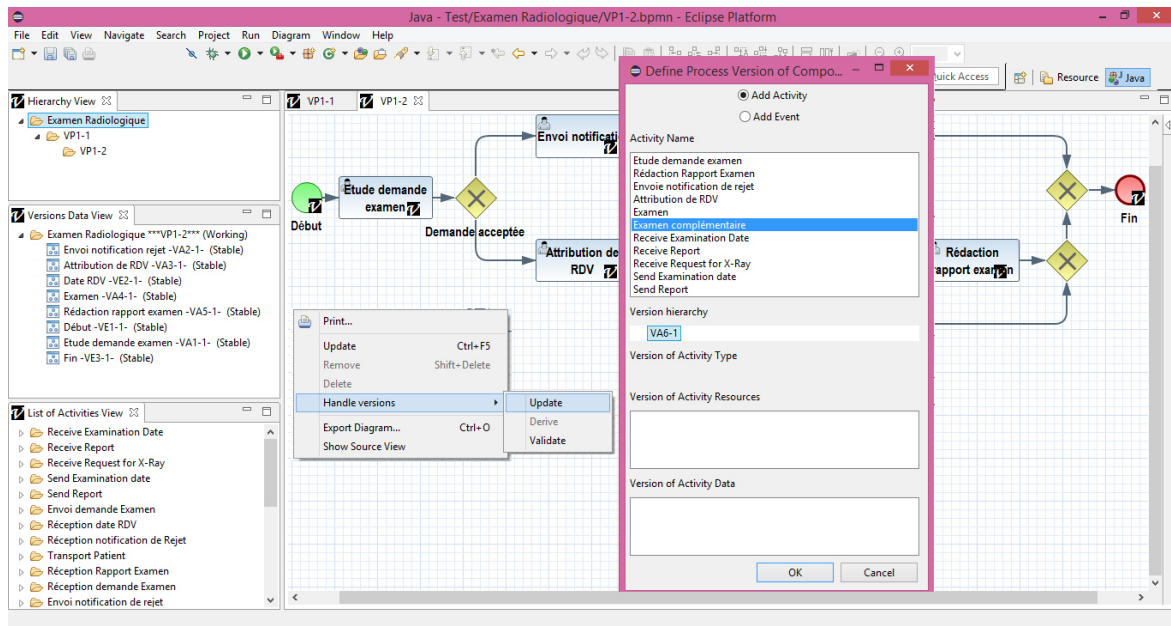 Java - Test/Examen Radiologique/VP1-2.bpmn - Eclipse Platform
File Edit View Navigate Search Project Run Diagram Window Help
Quick Access
Resource
Java
Hierarchy View
Examen Radiologique
VP1-1
VP1-2
Versions Data View
Examen Radiologique ***VP1-2*** (Working)
Envoi notification rejet -VA2-1- (Stable)
Attribution de RDV -VA3-1- (Stable)
Date RDV -VE2-1- (Stable)
Examen -VA4-1- (Stable)
Rédaction rapport examen -VA5-1- (Stable)
Début -VE1-1- (Stable)
Etude demande examen -VA1-1- (Stable)
Fin -VE3-1- (Stable)
List of Activities View
Receive Examination Date
Receive Report
Receive Request for X-Ray
Send Examination date
Send Report
Envoi demande Examen
Réception date RDV
Réception notification de Rejet
Transport Patient
Réception Rapport Examen
Réception demande Examen
Envoi notification de rejet
VP1-1
VP1-2
Envoi notificati
Etude demande
examen
Début
Demande acceptée
Attribution de
RDV
Rédaction
rapport examen
Fin
Print...
Update Ctrl+F5
Remove Shift+Delete
Delete
Handle versions
Export Diagram... Ctrl+O
Show Source View
Update
Derive
Validate
Define Process Version of Compo...
Add Activity
Add Event
Activity Name
Etude demande examen
Rédaction Rapport Examen
Envoie notification de rejet
Attribution de RDV
Examen
Examen complémentaire
Receive Examination Date
Receive Report
Receive Request for X-Ray
Send Examination date
Send Report
Version hierarchy
VA6-1
Version of Activity Type
Version of Activity Resources
Version of Activity Data
OK
Cancel